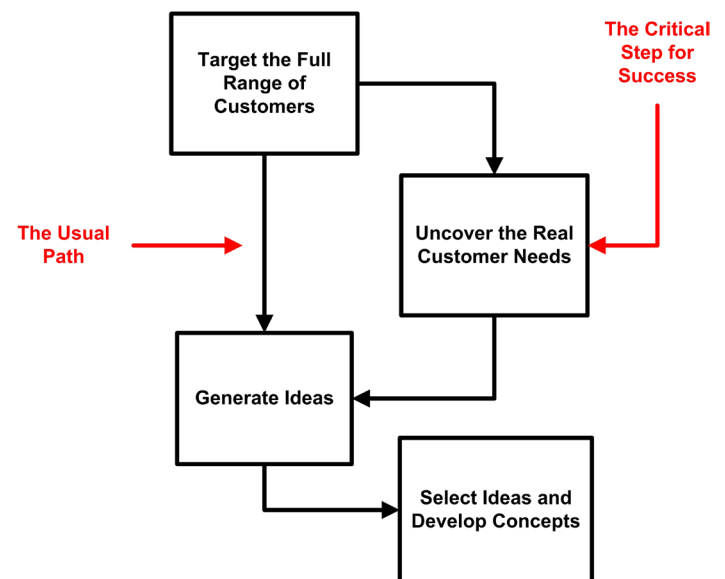 Target the Full
Range of
Customers
The Critical
Step for
Success
The Usual
Path
Uncover the Real
Customer Needs
Generate Ideas
Select Ideas and
Develop Concepts